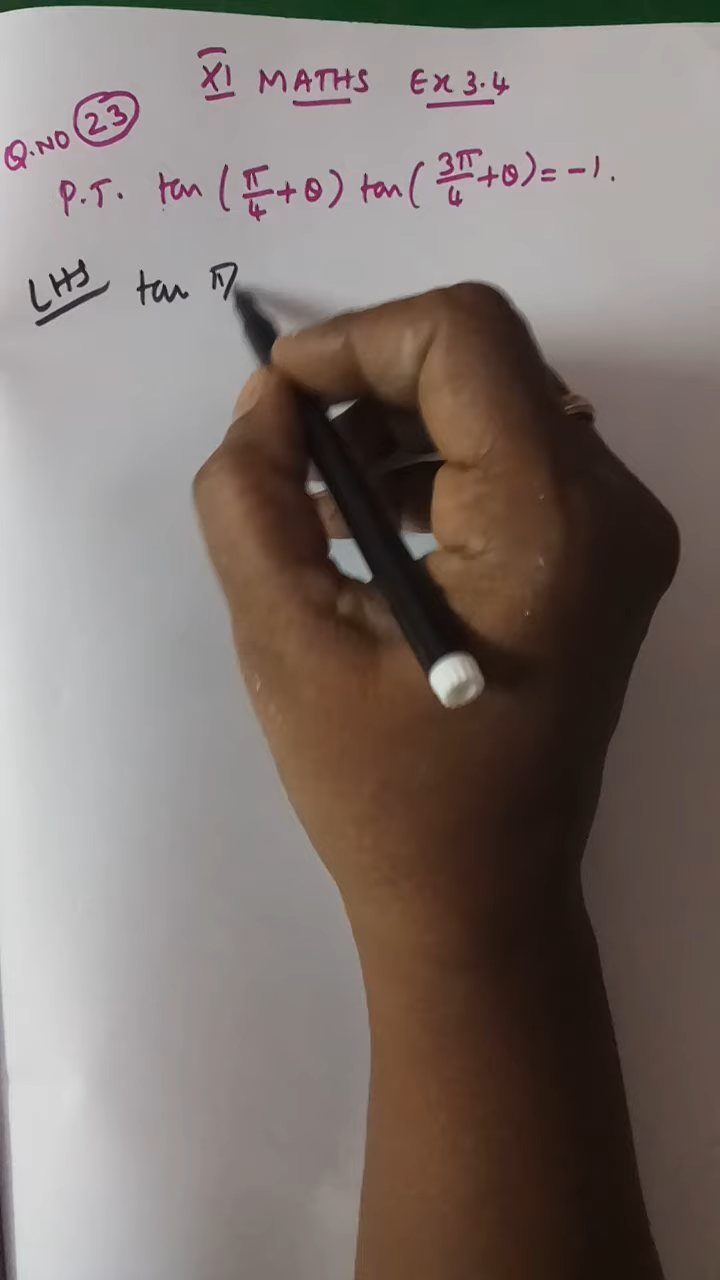 XI MATHS Ex 3.4
Q.NO 23
P.T. tan (π/4 + θ) tan (3π/4 + θ) = -1.
LHS tan π